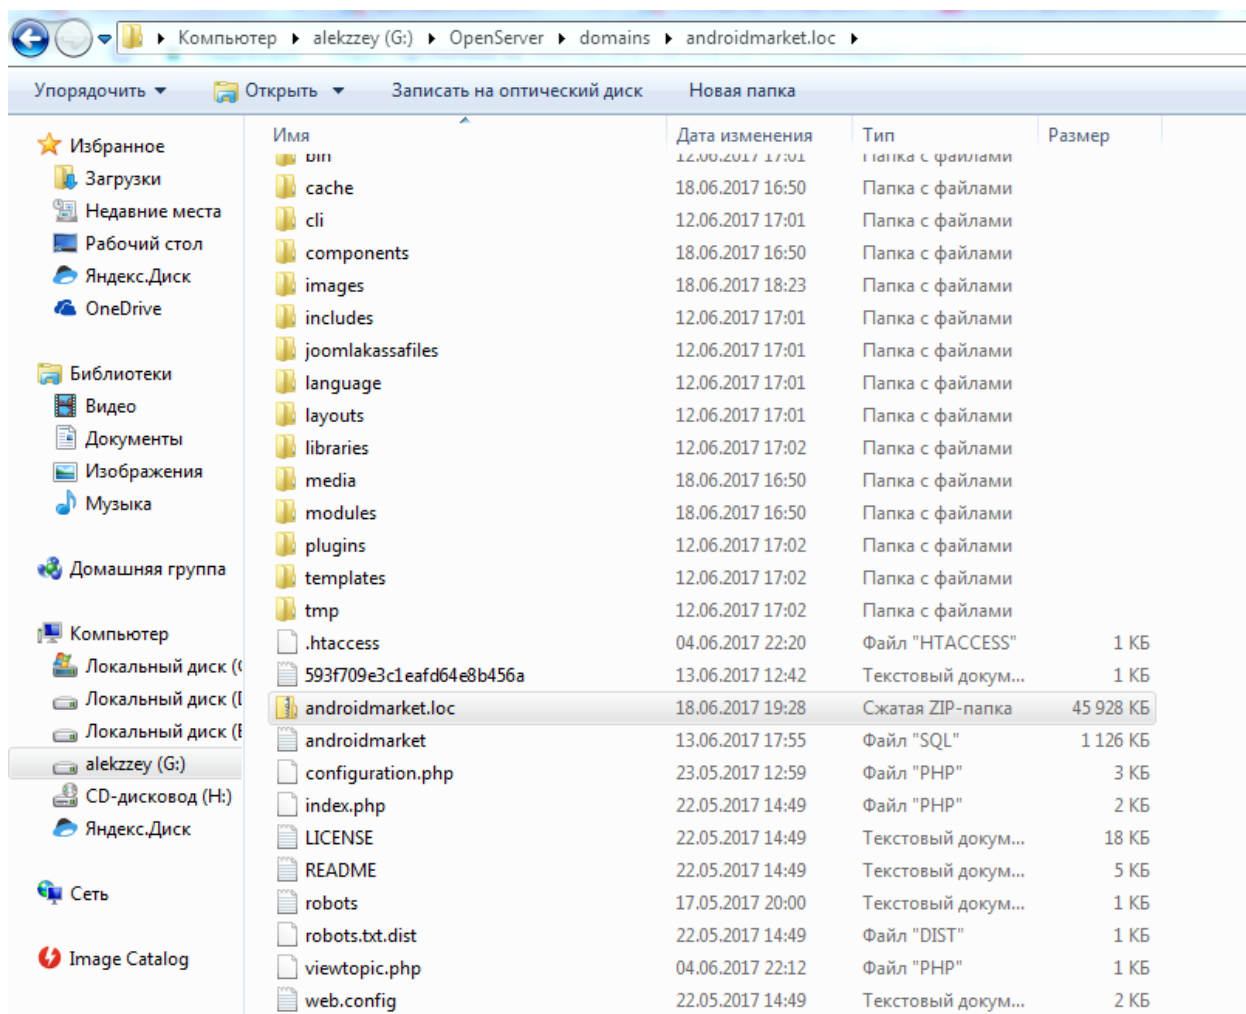 Компьютер alekzzey (G:) OpenServer domains androidmarket.loc
Упорядочить Открыть Записать на оптический диск Новая папка
Избранное
Загрузки
Недавние места
Рабочий стол
Яндекс.Диск
OneDrive
Библиотеки
Видео
Документы
Изображения
Музыка
Домашняя группа
Компьютер
Локальный диск (
Локальный диск (
Локальный диск (
alekzzey (G:)
CD-дисковод (H:)
Яндекс.Диск
Сеть
Image Catalog
Имя Дата изменения Тип Размер
bin 12.06.2017 17:01 Папка с файлами
cache 18.06.2017 16:50 Папка с файлами
cli 12.06.2017 17:01 Папка с файлами
components 18.06.2017 16:50 Папка с файлами
images 18.06.2017 18:23 Папка с файлами
includes 12.06.2017 17:01 Папка с файлами
joomlakassafiles 12.06.2017 17:01 Папка с файлами
language 12.06.2017 17:01 Папка с файлами
layouts 12.06.2017 17:01 Папка с файлами
libraries 12.06.2017 17:02 Папка с файлами
media 18.06.2017 16:50 Папка с файлами
modules 18.06.2017 16:50 Папка с файлами
plugins 12.06.2017 17:02 Папка с файлами
templates 12.06.2017 17:02 Папка с файлами
tmp 12.06.2017 17:02 Папка с файлами
.htaccess 04.06.2017 22:20 Файл "HTACCESS" 1 КБ
593f709e3c1eafd64e8b456a 13.06.2017 12:42 Текстовый докум... 1 КБ
androidmarket.loc 18.06.2017 19:28 Сжатая ZIP-папка 45 928 КБ
androidmarket 13.06.2017 17:55 Файл "SQL" 1 126 КБ
configuration.php 23.05.2017 12:59 Файл "PHP" 3 КБ
index.php 22.05.2017 14:49 Файл "PHP" 2 КБ
LICENSE 22.05.2017 14:49 Текстовый докум... 18 КБ
README 22.05.2017 14:49 Текстовый докум... 5 КБ
robots 17.05.2017 20:00 Текстовый докум... 1 КБ
robots.txt.dist 22.05.2017 14:49 Файл "DIST" 1 КБ
viewtopic.php 04.06.2017 22:12 Файл "PHP" 1 КБ
web.config 22.05.2017 14:49 Текстовый докум... 2 КБ